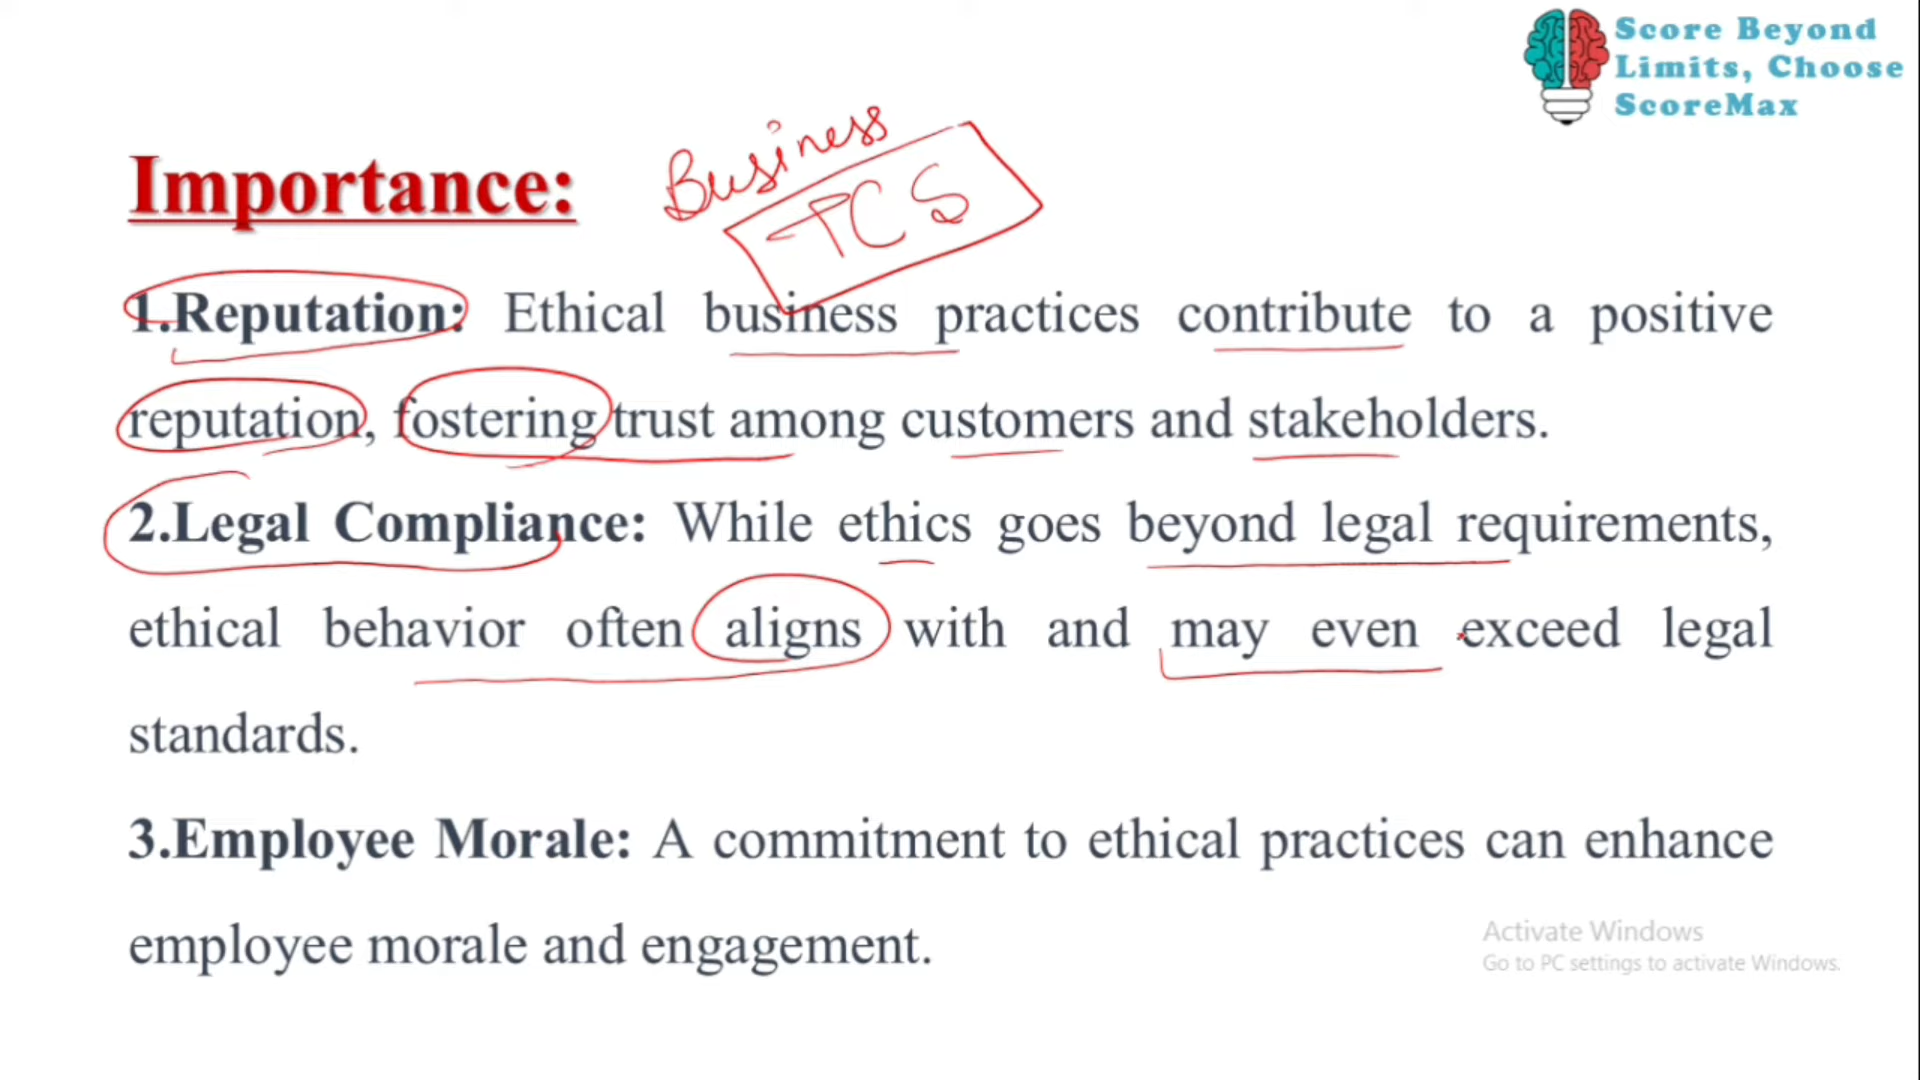 Score Beyond
Limits, Choose
ScoreMax
Business
TCS
Importance:
1.Reputation: Ethical business practices contribute to a positive
reputation, fostering trust among customers and stakeholders.
2.Legal Compliance: While ethics goes beyond legal requirements,
ethical behavior often aligns with and may even exceed legal
standards.
3.Employee Morale: A commitment to ethical practices can enhance
employee morale and engagement.
Activate Windows
Go to PC settings to activate Windows.